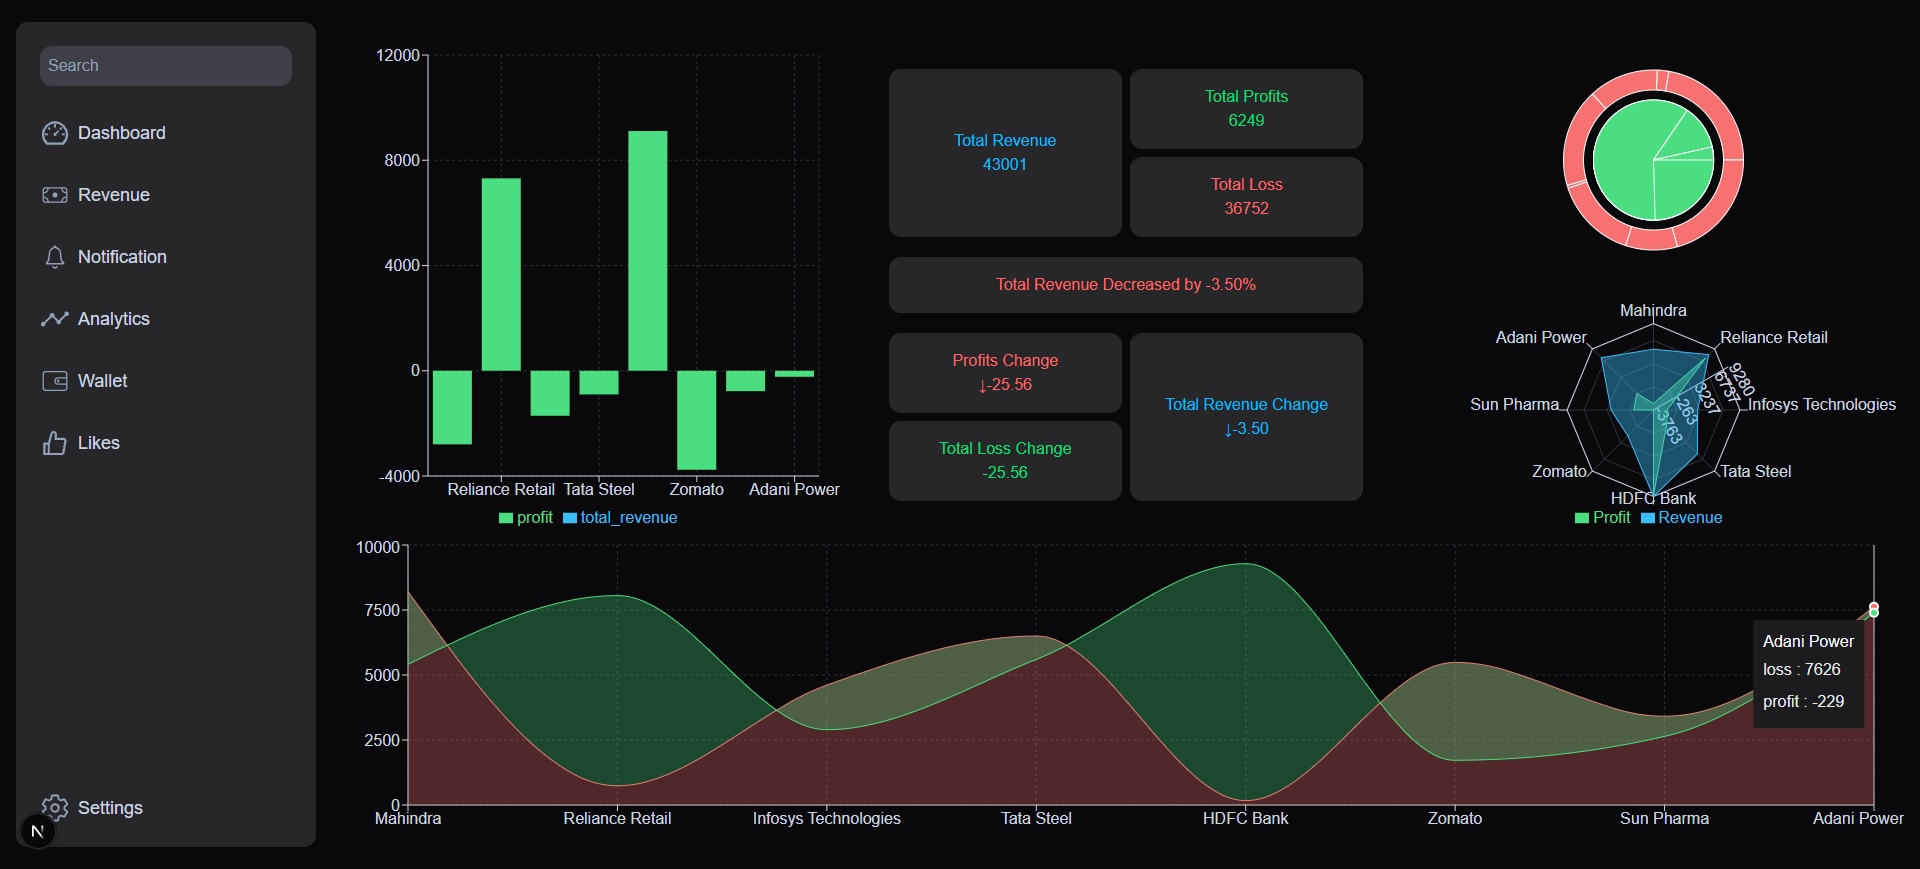 Search
Dashboard
Revenue
Notification
Analytics
Wallet
Likes
Settings
N
12000
8000
4000
0
-4000
Reliance Retail Tata Steel Zomato Adani Power
profit total_revenue
Total Revenue
43001
Total Profits
6249
Total Loss
36752
Total Revenue Decreased by -3.50%
Profits Change
↓-25.56
Total Loss Change
-25.56
Total Revenue Change
↓-3.50
Mahindra
Reliance Retail
Infosys Technologies
Tata Steel
HDFC Bank
Zomato
Sun Pharma
Adani Power
9280
6737
3237
-263
-3763
Profit Revenue
10000
7500
5000
2500
0
Mahindra Reliance Retail Infosys Technologies Tata Steel HDFC Bank Zomato Sun Pharma Adani Power
Adani Power
loss : 7626
profit : -229